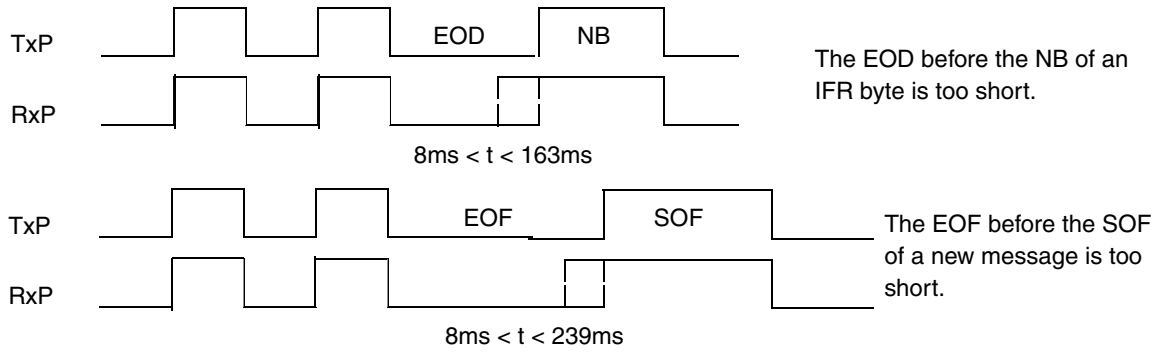 TxP
EOD
NB
The EOD before the NB of an
IFR byte is too short.
RxP
8ms < t < 163ms
TxP
EOF
SOF
The EOF before the SOF
of a new message is too
short.
RxP
8ms < t < 239ms